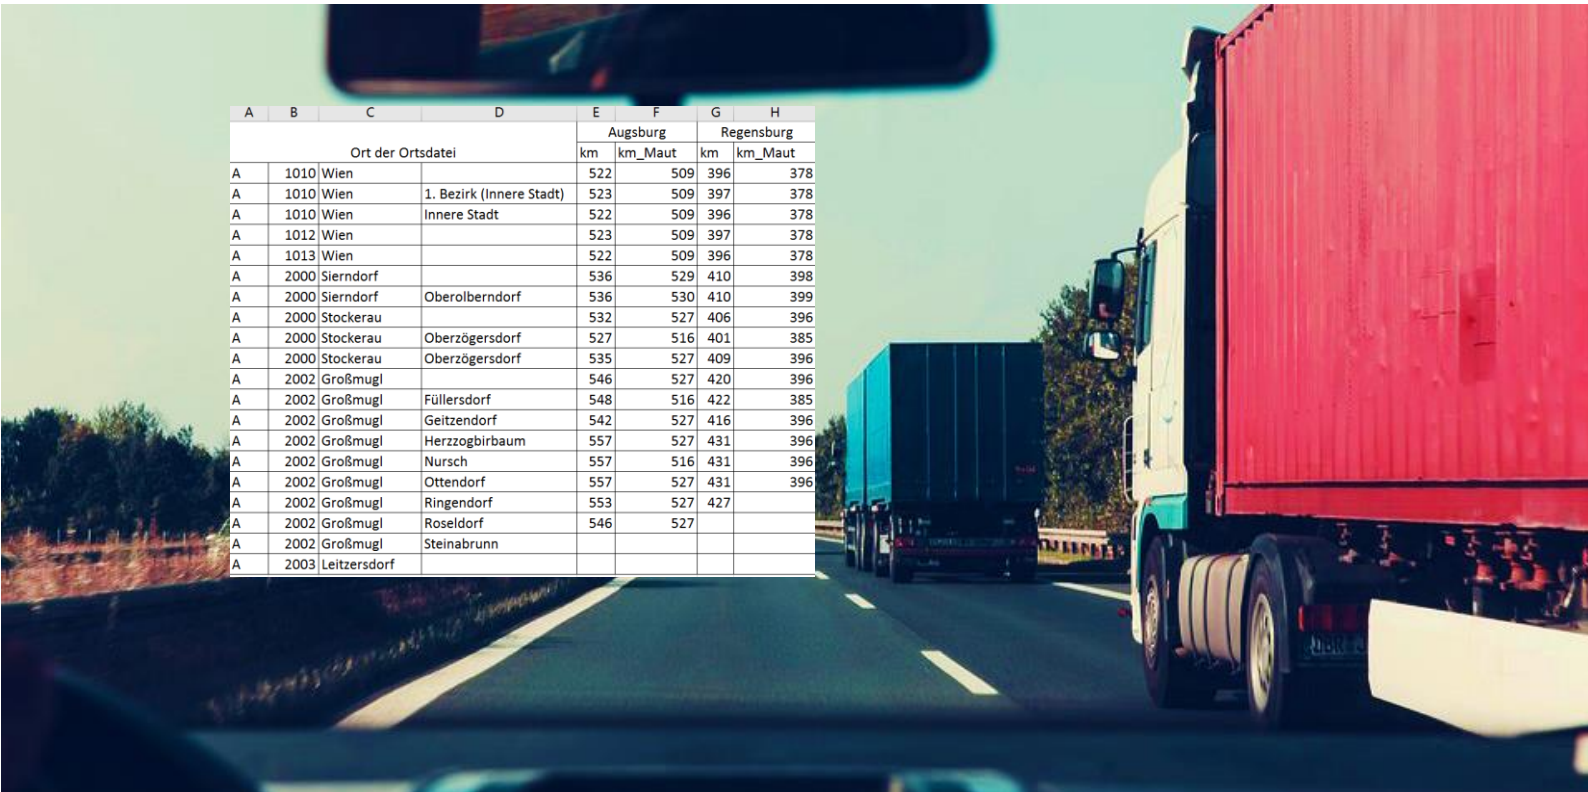 A B C D E F G H
Augsburg Regensburg
Ort der Ortsdatei km km_Maut km km_Maut
A 1010 Wien 522 509 396 378
A 1010 Wien 1. Bezirk (Innere Stadt) 523 509 397 378
A 1010 Wien Innere Stadt 522 509 396 378
A 1012 Wien 523 509 397 378
A 1013 Wien 522 509 396 378
A 2000 Sierndorf 536 529 410 398
A 2000 Sierndorf Oberolberndorf 536 530 410 399
A 2000 Stockerau 532 527 406 396
A 2000 Stockerau Oberzögersdorf 527 516 401 385
A 2000 Stockerau Oberzögersdorf 535 527 409 396
A 2002 Großmugl 546 527 420 396
A 2002 Großmugl Füllersdorf 548 516 422 385
A 2002 Großmugl Geitzendorf 542 527 416 396
A 2002 Großmugl Herzzogbirbaum 557 527 431 396
A 2002 Großmugl Nursch 557 516 431 396
A 2002 Großmugl Ottendorf 557 527 431 396
A 2002 Großmugl Ringendorf 553 527 427
A 2002 Großmugl Roseldorf 546 527
A 2002 Großmugl Steinabrunn
A 2003 Leitzersdorf